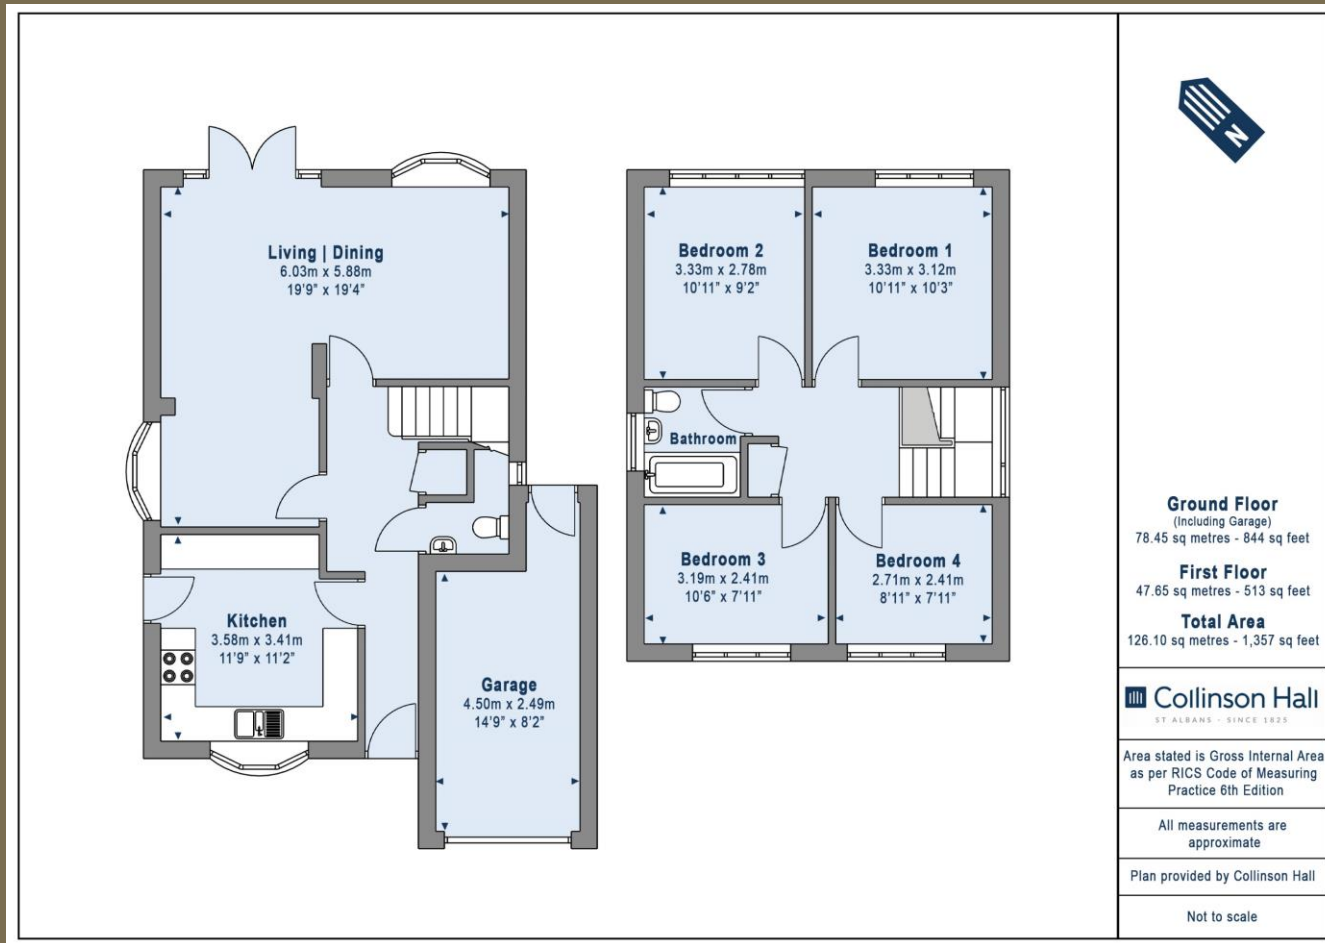 N
Living | Dining
6.03m x 5.88m
19'9" x 19'4"
Kitchen
3.58m x 3.41m
11'9" x 11'2"
Garage
4.50m x 2.49m
14'9" x 8'2"
Bedroom 2
3.33m x 2.78m
10'11" x 9'2"
Bedroom 1
3.33m x 3.12m
10'11" x 10'3"
Bathroom
Bedroom 3
3.19m x 2.41m
10'6" x 7'11"
Bedroom 4
2.71m x 2.41m
8'11" x 7'11"
Ground Floor
(Including Garage)
78.45 sq metres - 844 sq feet
First Floor
47.65 sq metres - 513 sq feet
Total Area
126.10 sq metres - 1,357 sq feet
Collinson Hall
ST ALBANS - SINCE 1825
Area stated is Gross Internal Area
as per RICS Code of Measuring
Practice 6th Edition
All measurements are
approximate
Plan provided by Collinson Hall
Not to scale